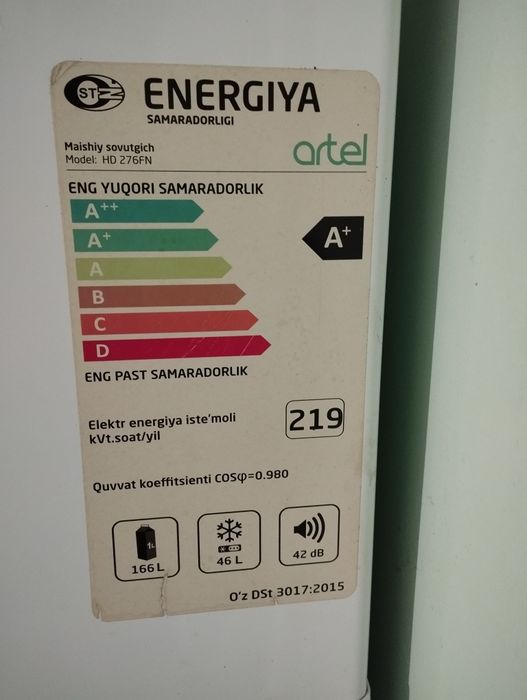 ST
ENERGIYA
SAMARADORLIGI
Maishiy sovutgich
Model: HD 276FN
artel
ENG YUQORI SAMARADORLIK
A++
A+
A+
A
B
C
D
ENG PAST SAMARADORLIK
Elektr energiya iste'moli
kVt.soat/yil
219
Quvvat koeffitsienti COSφ=0.980
1L
166 L
46 L
42 dB
O'z DSt 3017:2015